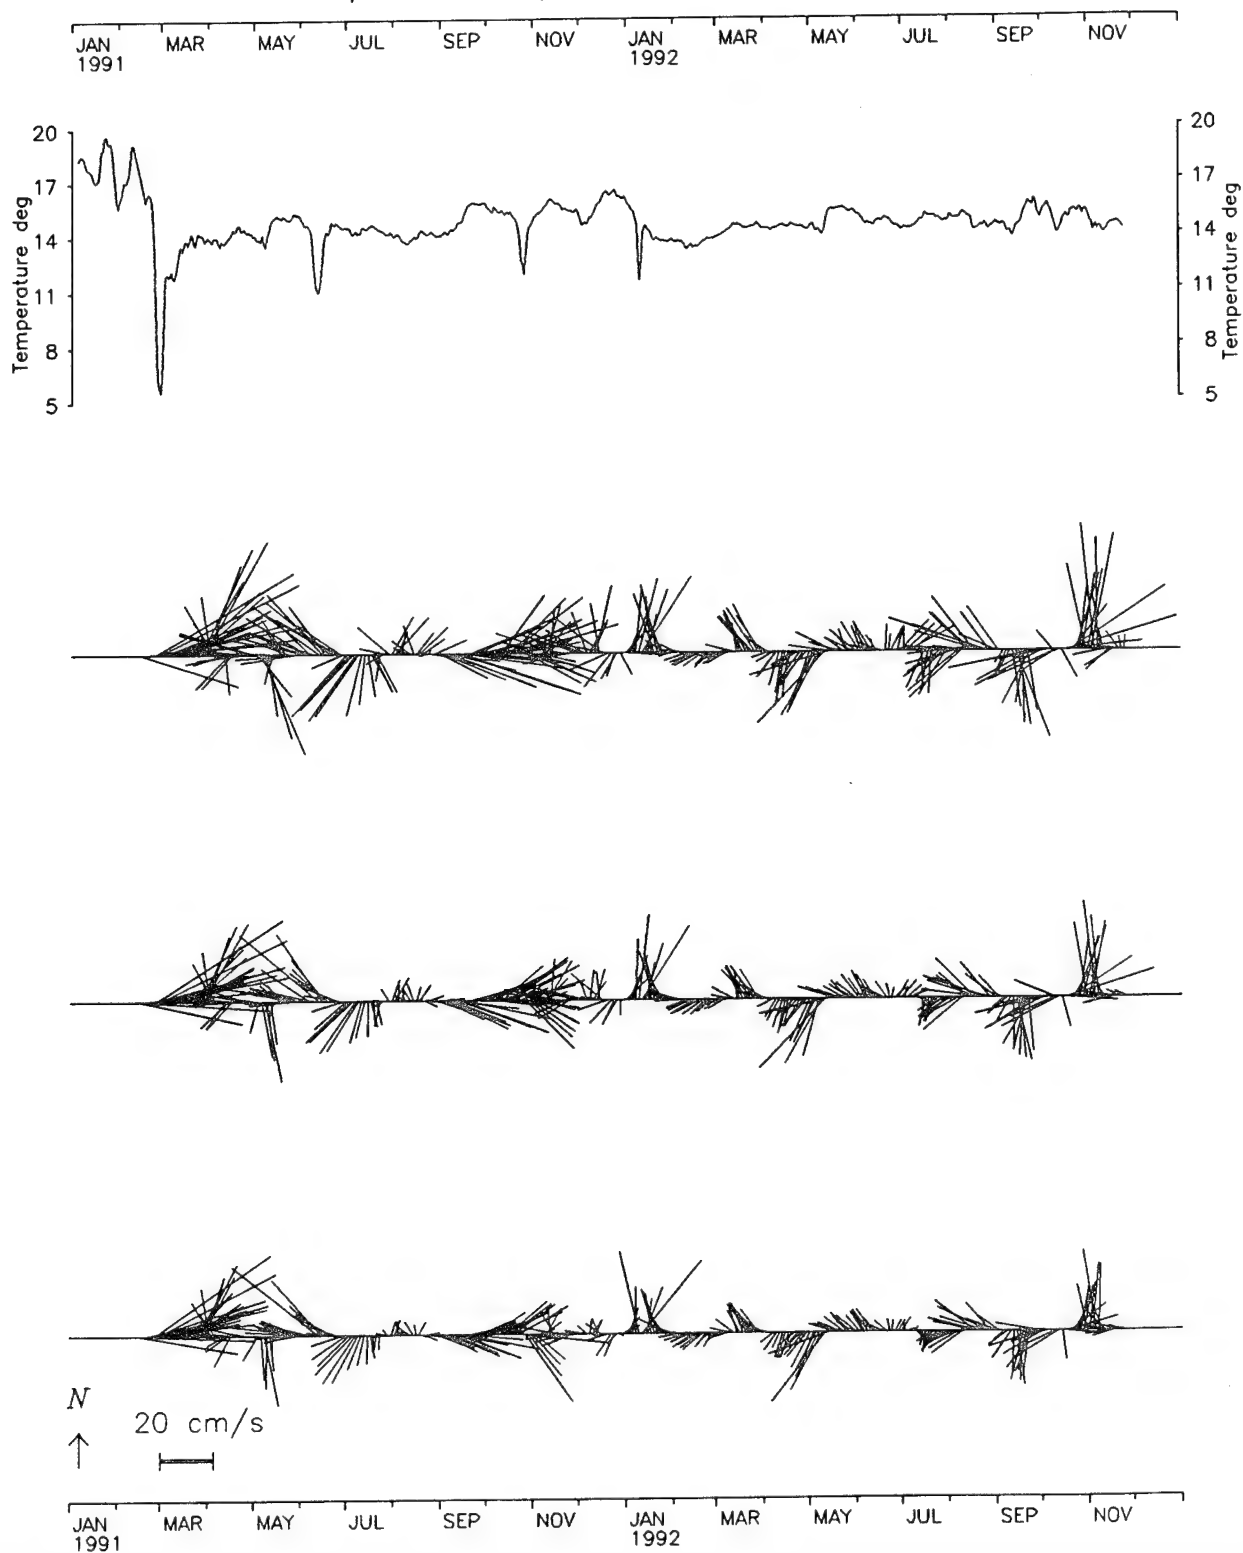 JAN MAR MAY JUL SEP NOV JAN MAR MAY JUL SEP NOV
1991 1992
20 20
17 17
14 14
11 11
8 8
5 5
Temperature deg
Temperature deg
N
20 cm/s
JAN MAR MAY JUL SEP NOV JAN MAR MAY JUL SEP NOV
1991 1992